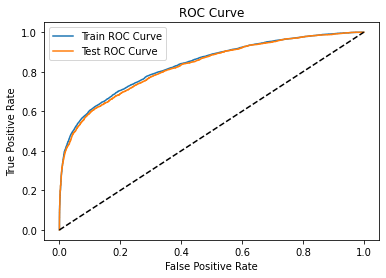 ROC Curve
Train ROC Curve
Test ROC Curve
True Positive Rate
1.0
0.8
0.6
0.4
0.2
0.0
0.0 0.2 0.4 0.6 0.8 1.0
False Positive Rate